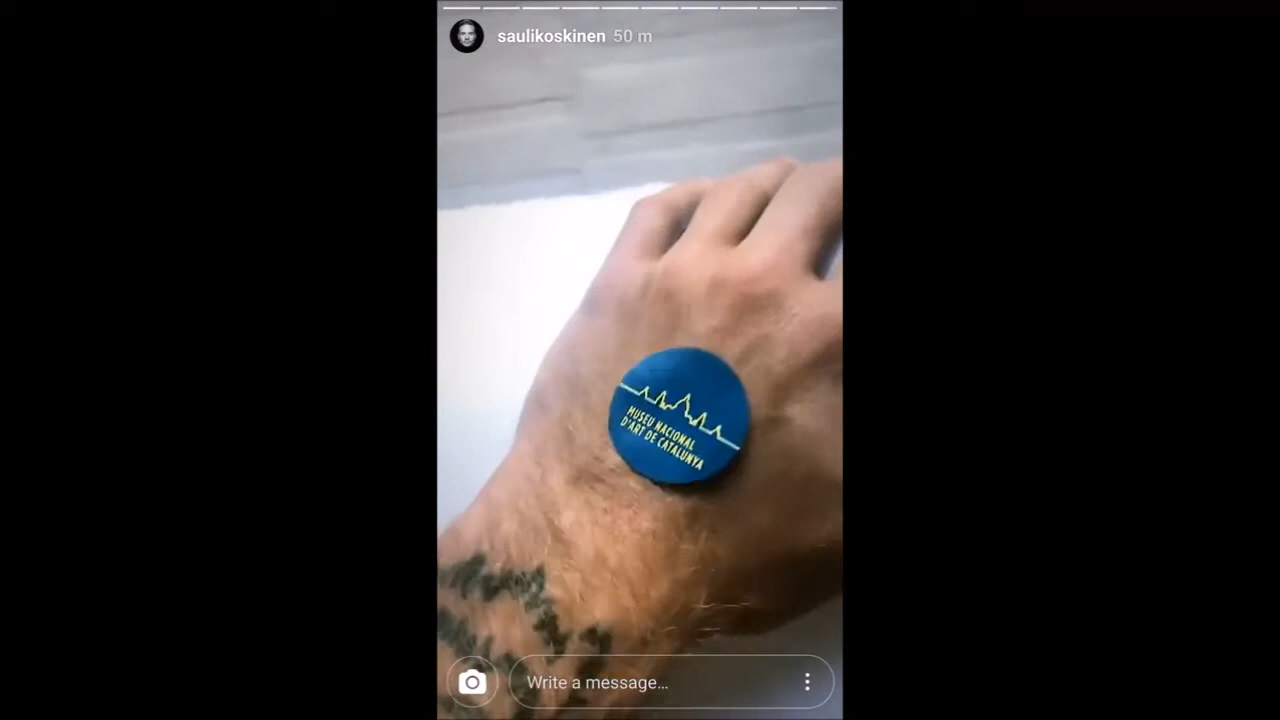 saulikoskinen 50 m
MUSEU NACIONAL
D'ART DE CATALUNYA
Write a message…